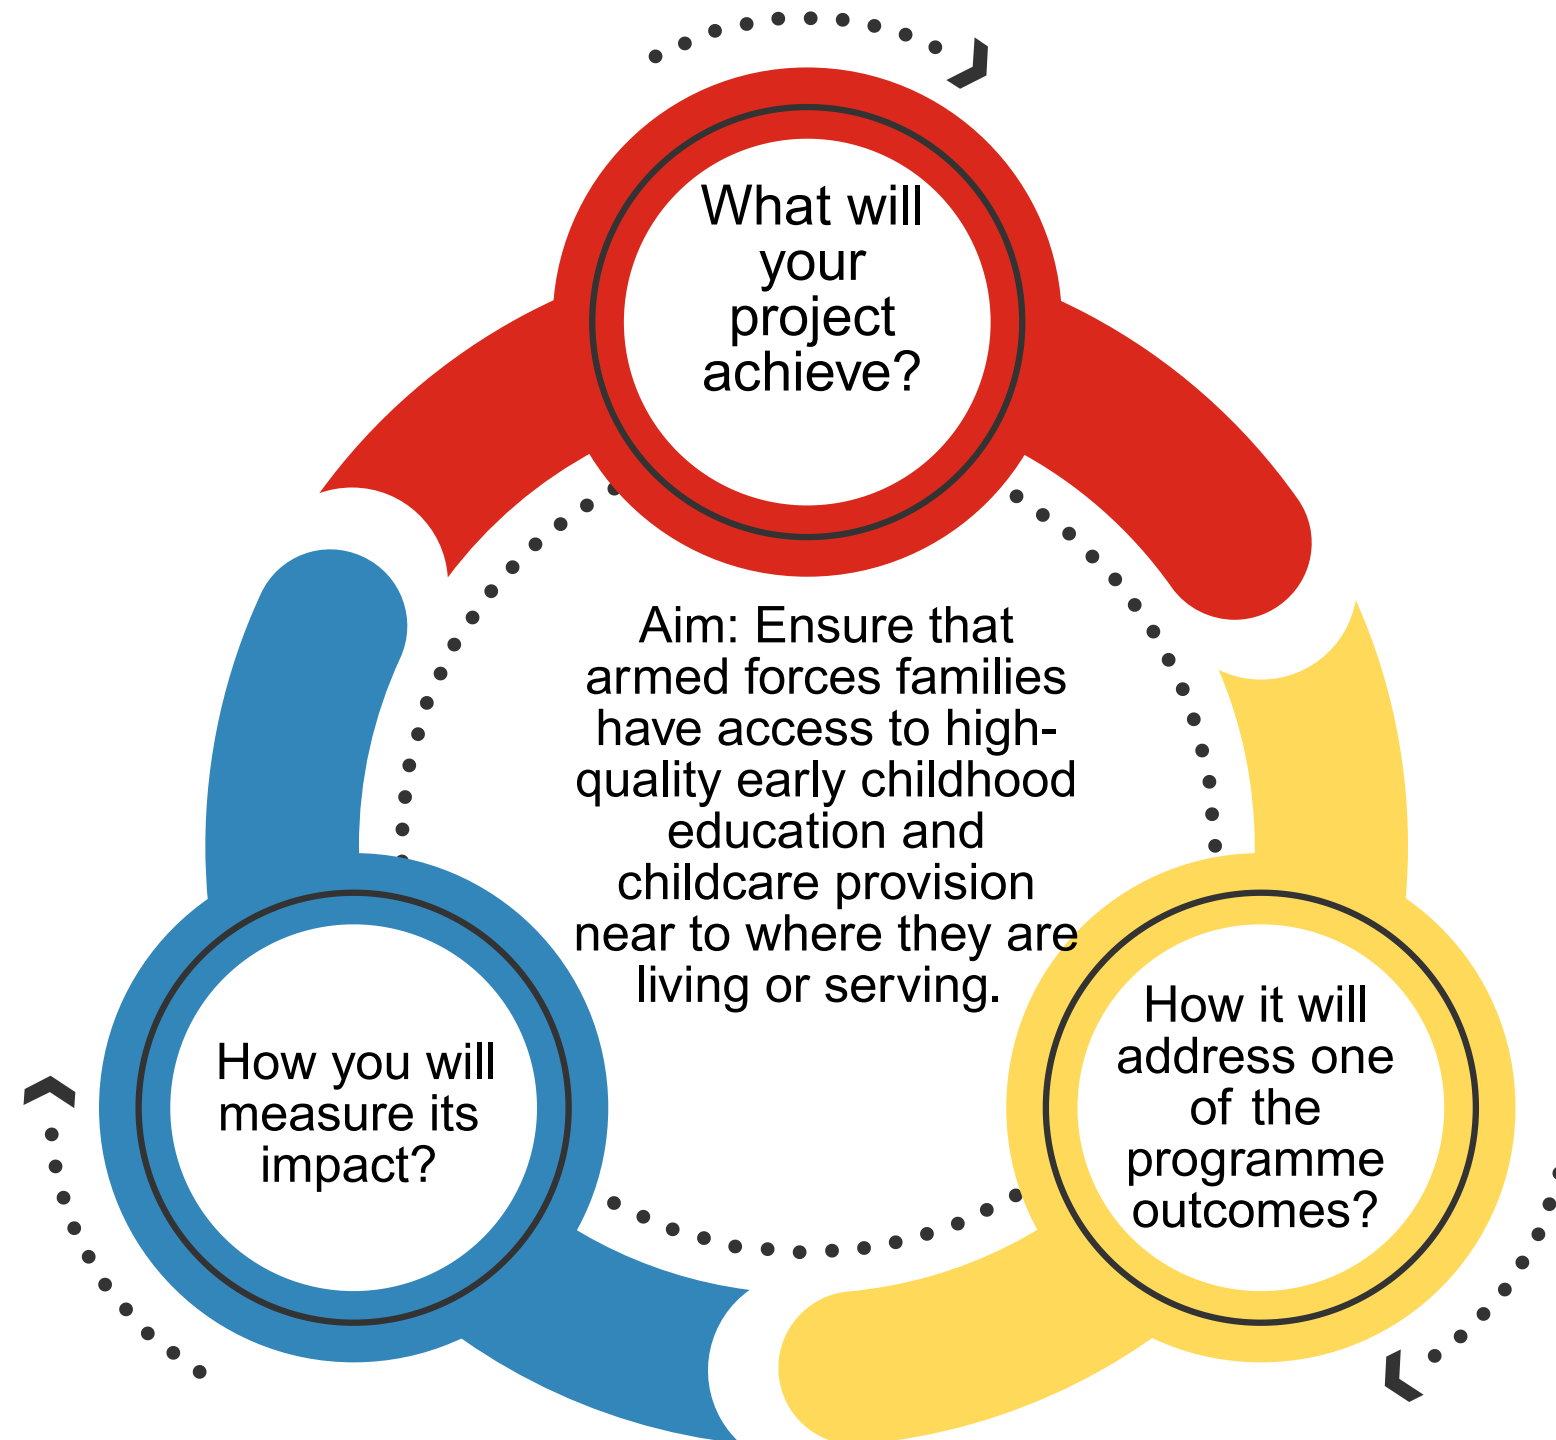 What will
your
project
achieve?
Aim: Ensure that
armed forces families
have access to high-
quality early childhood
education and
childcare provision
near to where they are
living or serving.
How it will
address one
of the
programme
outcomes?
How you will
measure its
impact?